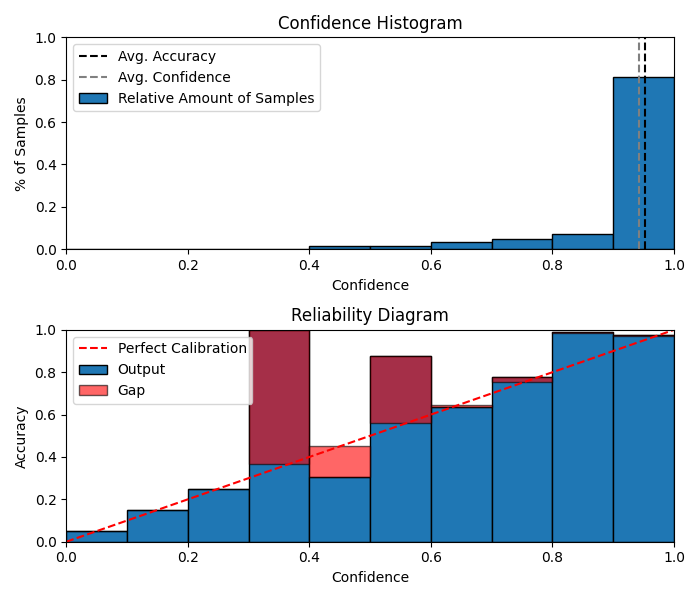 Confidence Histogram
1.0
0.8
0.6
0.4
0.2
0.0
% of Samples
Avg. Accuracy
Avg. Confidence
Relative Amount of Samples
0.0 0.2 0.4 0.6 0.8 1.0
Confidence
Reliability Diagram
1.0
0.8
0.6
0.4
0.2
0.0
Accuracy
Perfect Calibration
Output
Gap
0.0 0.2 0.4 0.6 0.8 1.0
Confidence